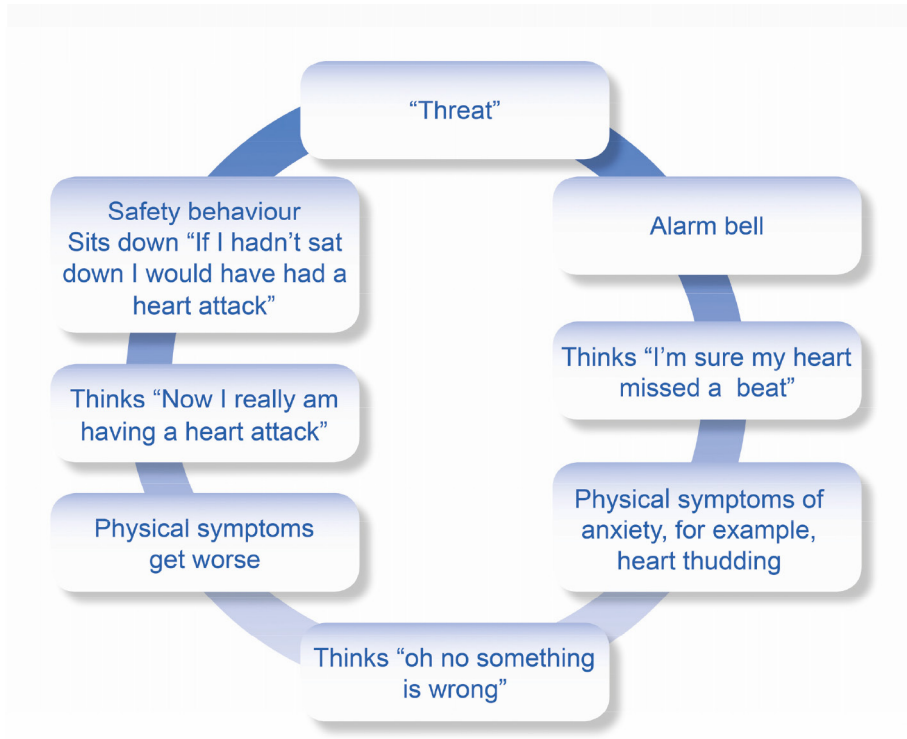 “Threat”
Alarm bell
Thinks “I’m sure my heart
missed a beat”
Physical symptoms of
anxiety, for example,
heart thudding
Thinks “oh no something
is wrong”
Physical symptoms
get worse
Thinks “Now I really am
having a heart attack”
Safety behaviour
Sits down “If I hadn’t sat
down I would have had a
heart attack”